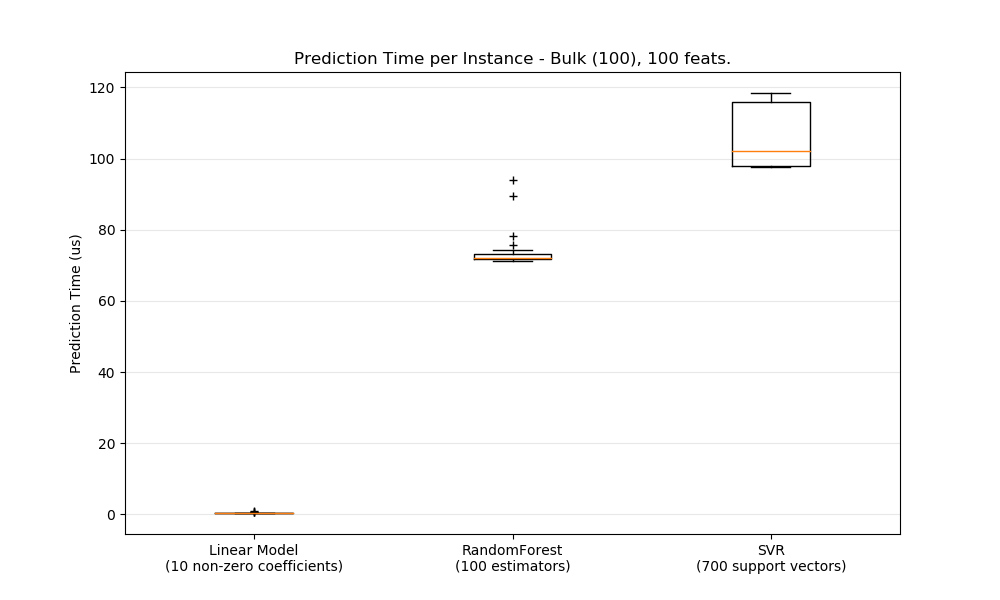 Prediction Time per Instance - Bulk (100), 100 feats.
120
100
80
60
40
20
0
Prediction Time (us)
Linear Model
(10 non-zero coefficients)
RandomForest
(100 estimators)
SVR
(700 support vectors)